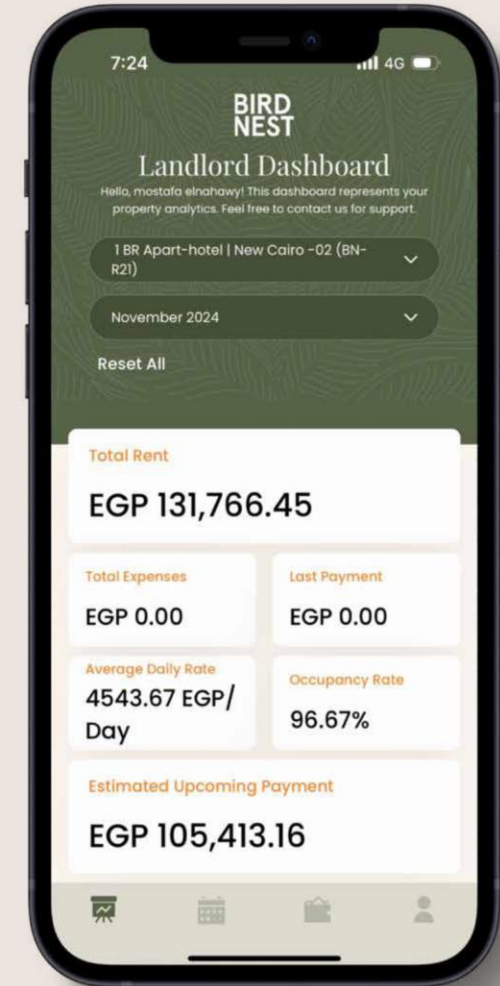 7:24
4G
BIRD
NEST
Landlord Dashboard
Hello, mostafa elnahawy! This dashboard represents your
property analytics. Feel free to contact us for support.
1 BR Apart-hotel | New Cairo -02 (BN-
R21)
November 2024
Reset All
Total Rent
EGP 131,766.45
Total Expenses
EGP 0.00
Last Payment
EGP 0.00
Average Daily Rate
4543.67 EGP/
Day
Occupancy Rate
96.67%
Estimated Upcoming Payment
EGP 105,413.16